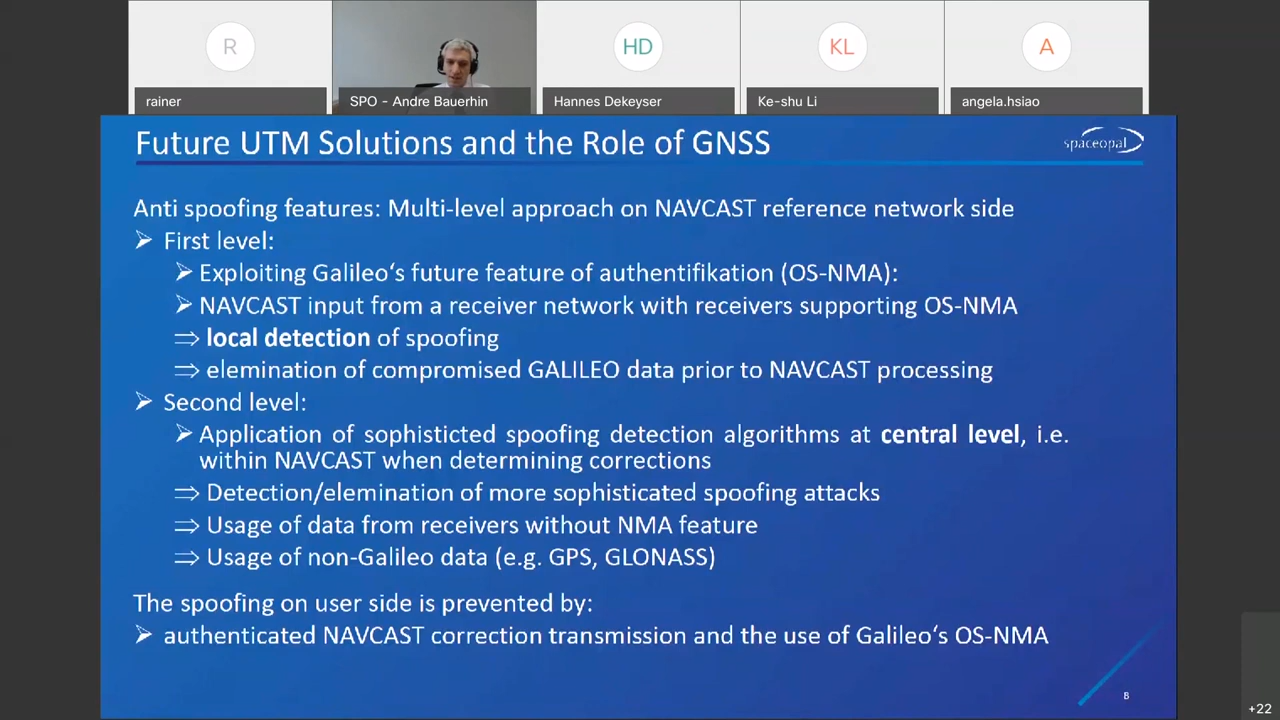 R
HD
KL
A
rainer
SPO - Andre Bauerhin
Hannes Dekeyser
Ke-shu Li
angela.hsiao
Future UTM Solutions and the Role of GNSS
spaceopal
Anti spoofing features: Multi-level approach on NAVCAST reference network side
➢ First level:
➢ Exploiting Galileo‘s future feature of authentifikation (OS-NMA):
➢ NAVCAST input from a receiver network with receivers supporting OS-NMA
⇒ local detection of spoofing
⇒ elemination of compromised GALILEO data prior to NAVCAST processing
➢ Second level:
➢ Application of sophisticted spoofing detection algorithms at central level, i.e.
within NAVCAST when determining corrections
⇒ Detection/elemination of more sophisticated spoofing attacks
⇒ Usage of data from receivers without NMA feature
⇒ Usage of non-Galileo data (e.g. GPS, GLONASS)
The spoofing on user side is prevented by:
➢ authenticated NAVCAST correction transmission and the use of Galileo‘s OS-NMA
8
+22